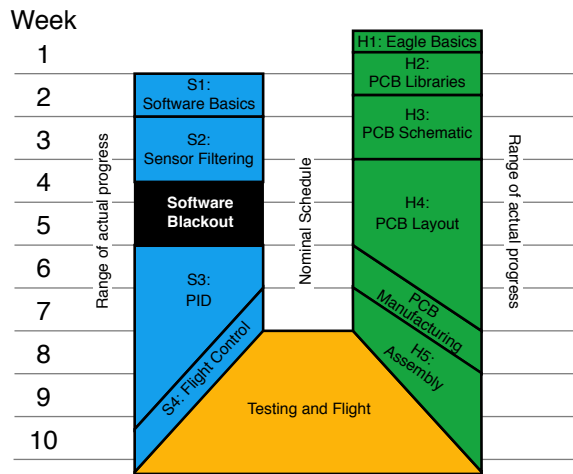 Week
1
2
3
4
5
6
7
8
9
10
Range of actual progress
S1:
Software Basics
S2:
Sensor Filtering
Software
Blackout
S3:
PID
S4: Flight Control
Nominal Schedule
H1: Eagle Basics
H2:
PCB Libraries
H3:
PCB Schematic
H4:
PCB Layout
PCB
Manufacturing
H5:
Assembly
Range of actual progress
Testing and Flight